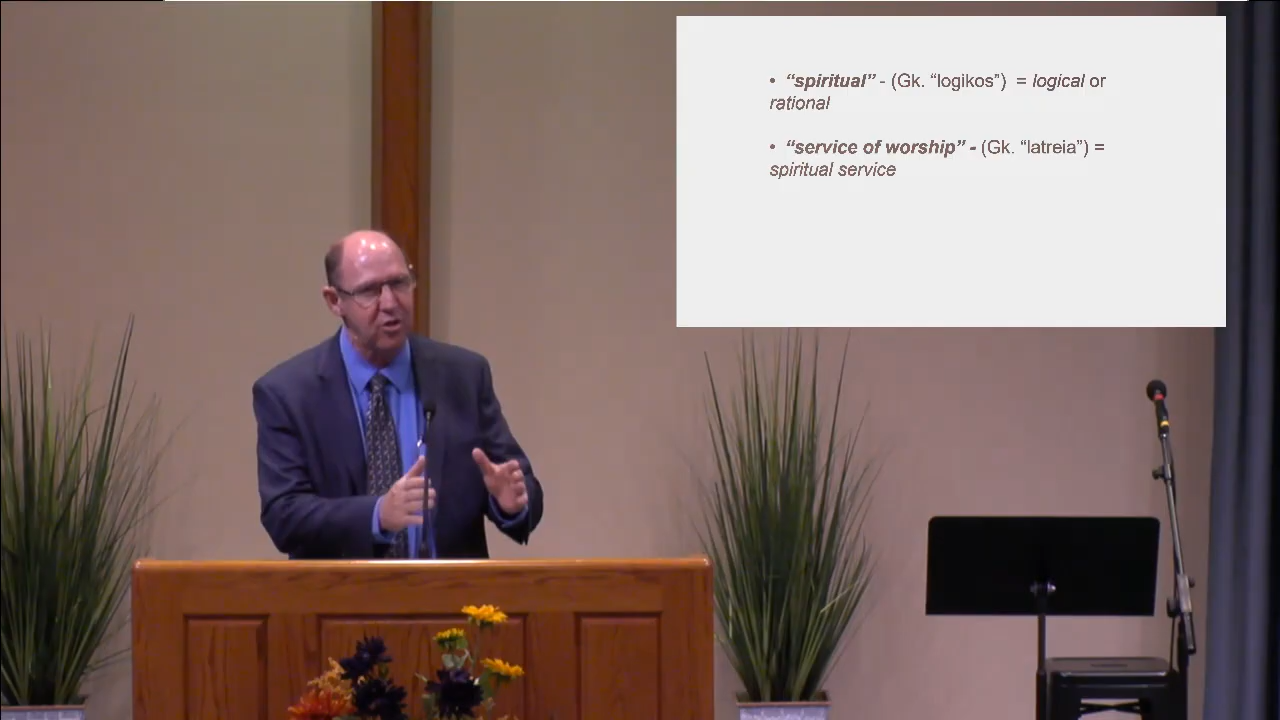 • “spiritual” - (Gk. “logikos”) = logical or
rational
• “service of worship” - (Gk. “latreia”) =
spiritual service